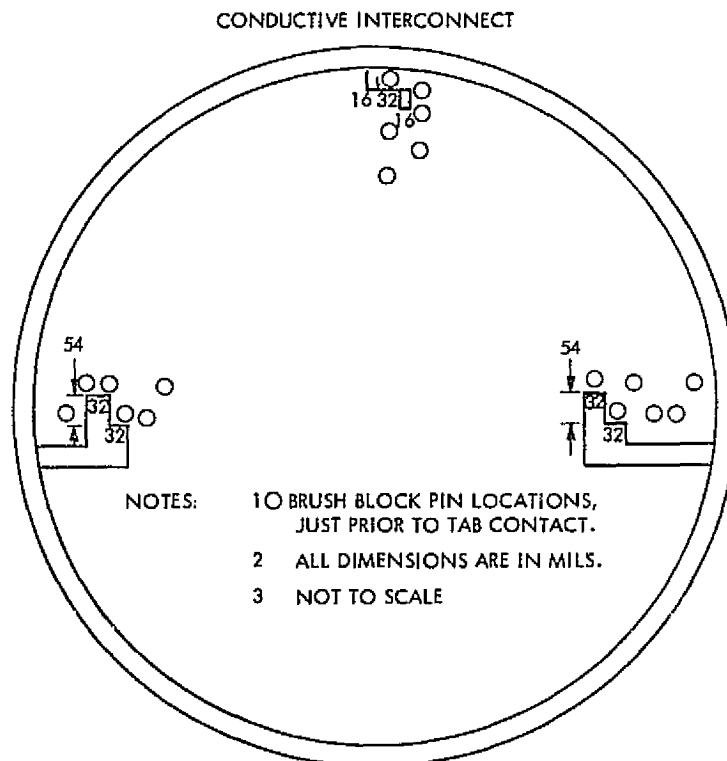 CONDUCTIVE INTERCONNECT
16 32
16
54
54
32
32
32
32
NOTES: 1 O BRUSH BLOCK PIN LOCATIONS,
JUST PRIOR TO TAB CONTACT.
2 ALL DIMENSIONS ARE IN MILS.
3 NOT TO SCALE